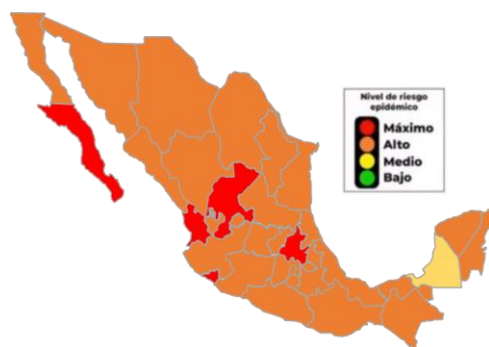 Nivel de riesgo
epidémico
Máximo
Alto
Medio
Bajo